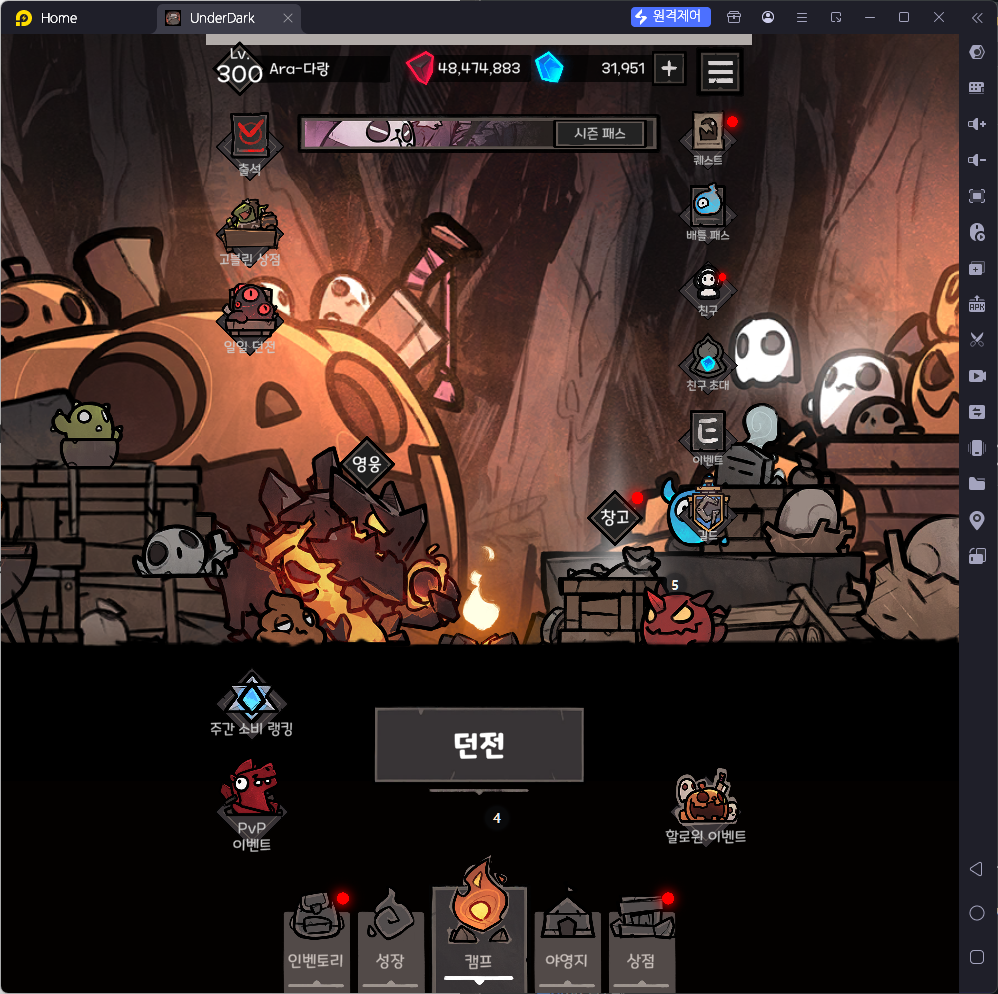 Home
UnderDark
원격제어
Lv.
300
Ara-다랑
48,474,883
31,951
출석
시즌 패스
퀘스트
고블린 상점
배틀 패스
일일 던전
친구
친구 초대
이벤트
영웅
창고
길드
5
주간 소비 랭킹
던전
4
PvP
이벤트
할로윈 이벤트
인벤토리
성장
캠프
야영지
상점
APK